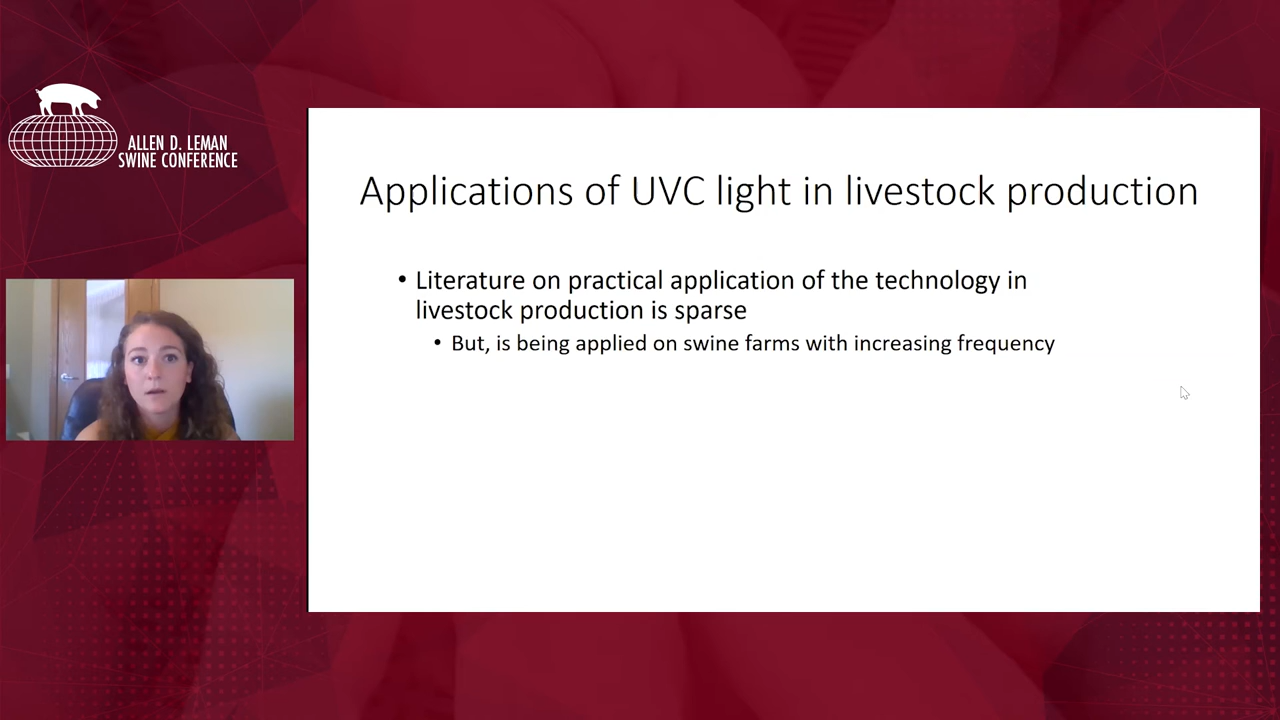 ALLEN D. LEMAN
SWINE CONFERENCE
Applications of UVC light in livestock production
• Literature on practical application of the technology in
livestock production is sparse
• But, is being applied on swine farms with increasing frequency